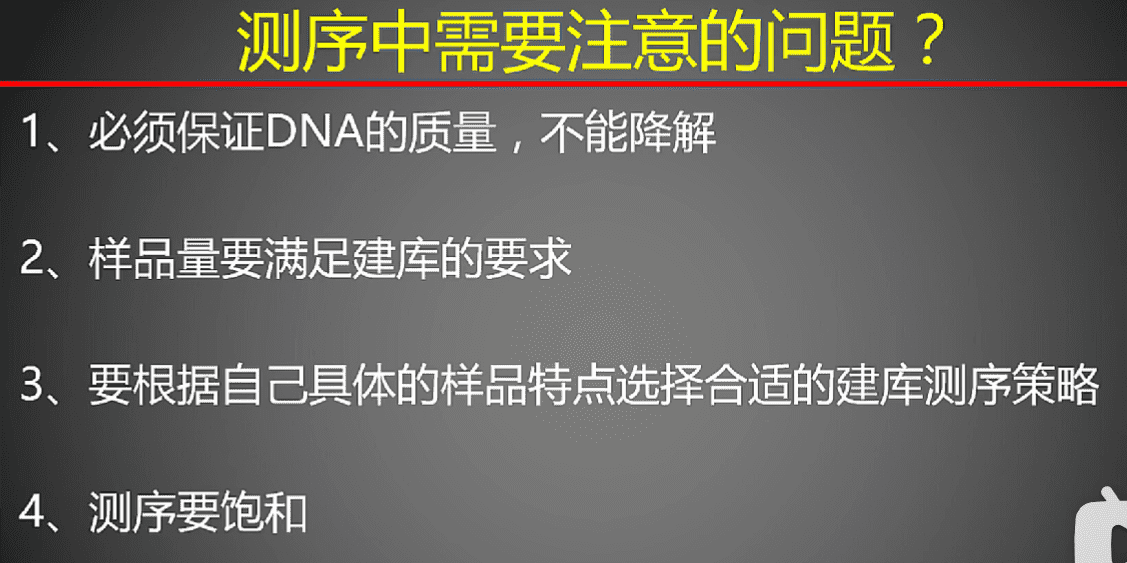 测序中需要注意的问题？
1、必须保证DNA的质量，不能降解
2、样品量要满足建库的要求
3、要根据自己具体的样品特点选择合适的建库测序策略
4、测序要饱和